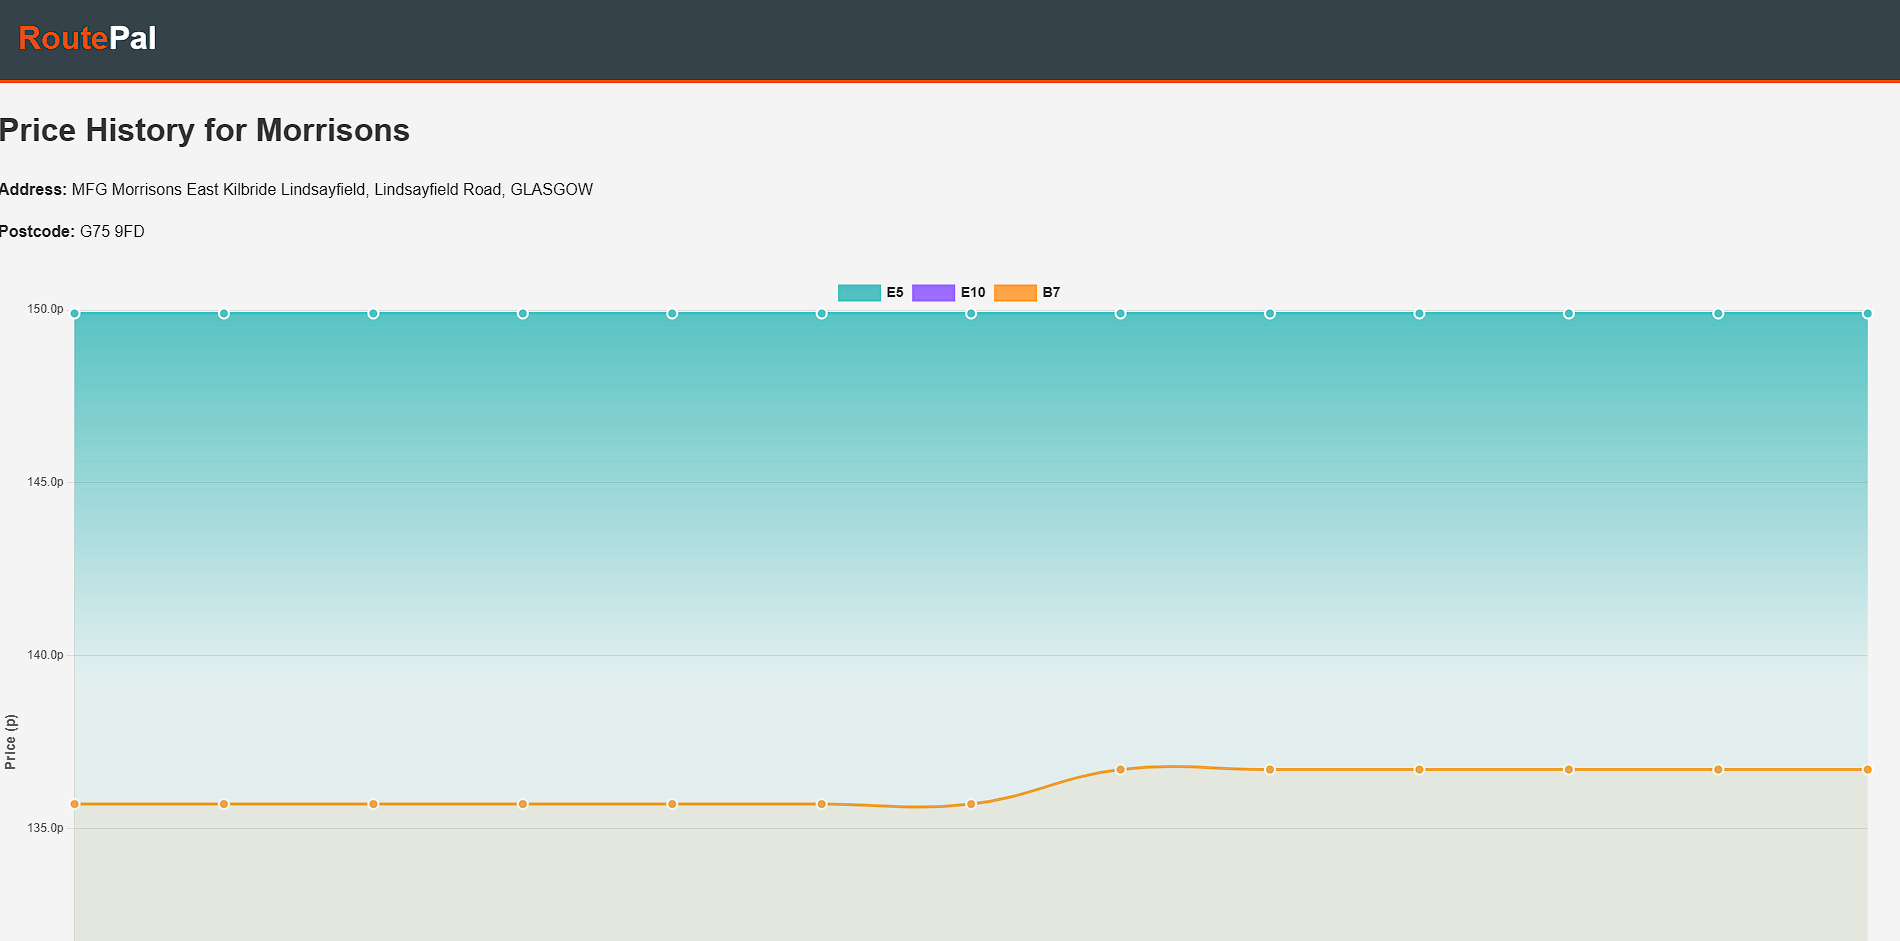 RoutePal
Price History for Morrisons
Address: MFG Morrisons East Kilbride Lindsayfield, Lindsayfield Road, GLASGOW
Postcode: G75 9FD
E5 E10 B7
150.0p
145.0p
140.0p
Price (p)
135.0p